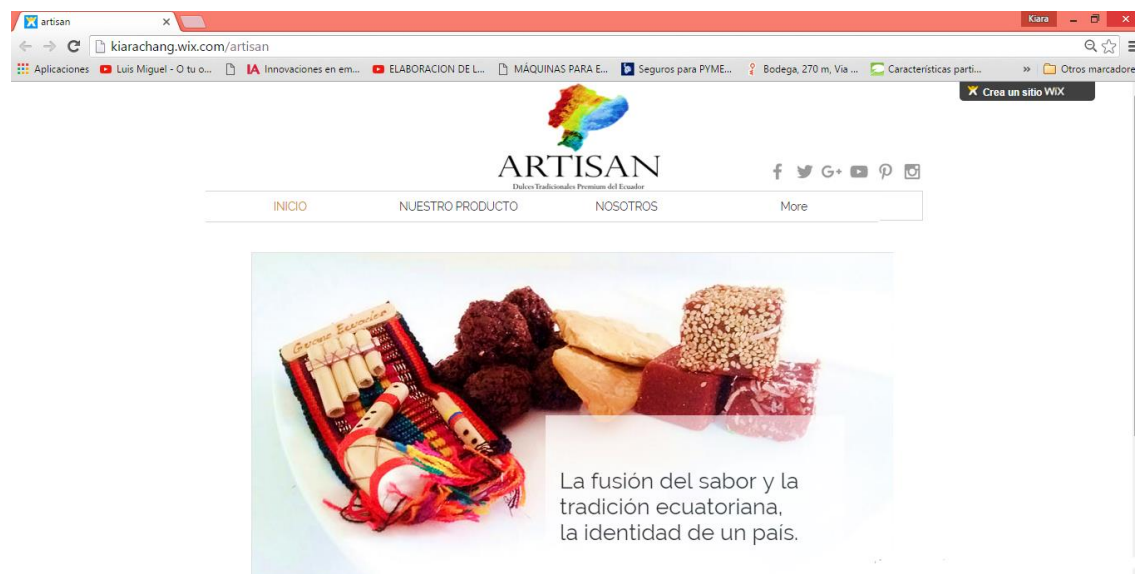 artisan
Kiara
kiarachang.wix.com/artisan
Aplicaciones Luis Miguel - O tu o... IA Innovaciones en em... ELABORACION DE L... MÁQUINAS PARA E... Seguros para PYME... Bodega, 270 m, Via ... Características parti... » Otros marcadore
Crea un sitio WiX
ARTISAN
Dulces Tradicionales Premium del Ecuador
INICIO NUESTRO PRODUCTO NOSOTROS More
La fusión del sabor y la
tradición ecuatoriana,
la identidad de un país.